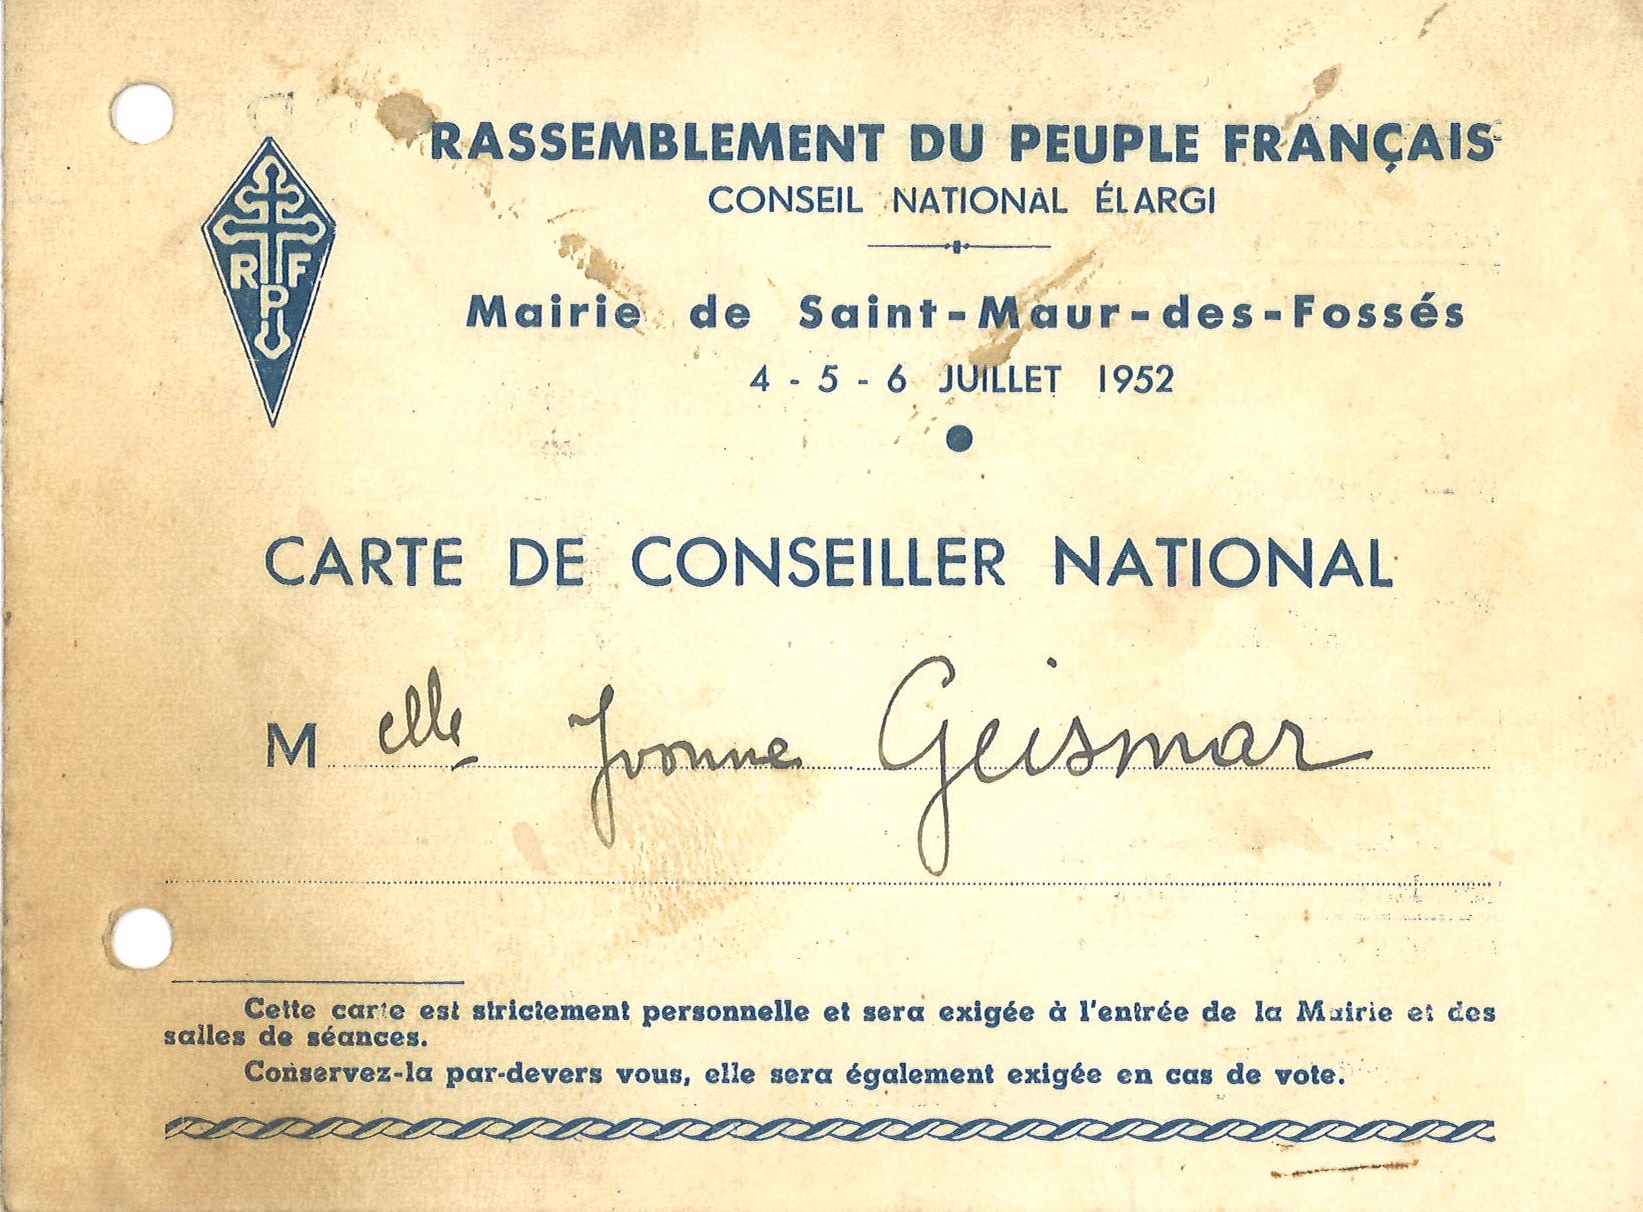 RASSEMBLEMENT DU PEUPLE FRANÇAIS
CONSEIL NATIONAL ÉLARGI
R P F
Mairie de Saint-Maur-des-Fossés
4 - 5 - 6 JUILLET 1952
CARTE DE CONSEILLER NATIONAL
M elle Yvonne Geismar
Cette carte est strictement personnelle et sera exigée à l'entrée de la Mairie et des
salles de séances.
Conservez-la par-devers vous, elle sera également exigée en cas de vote.